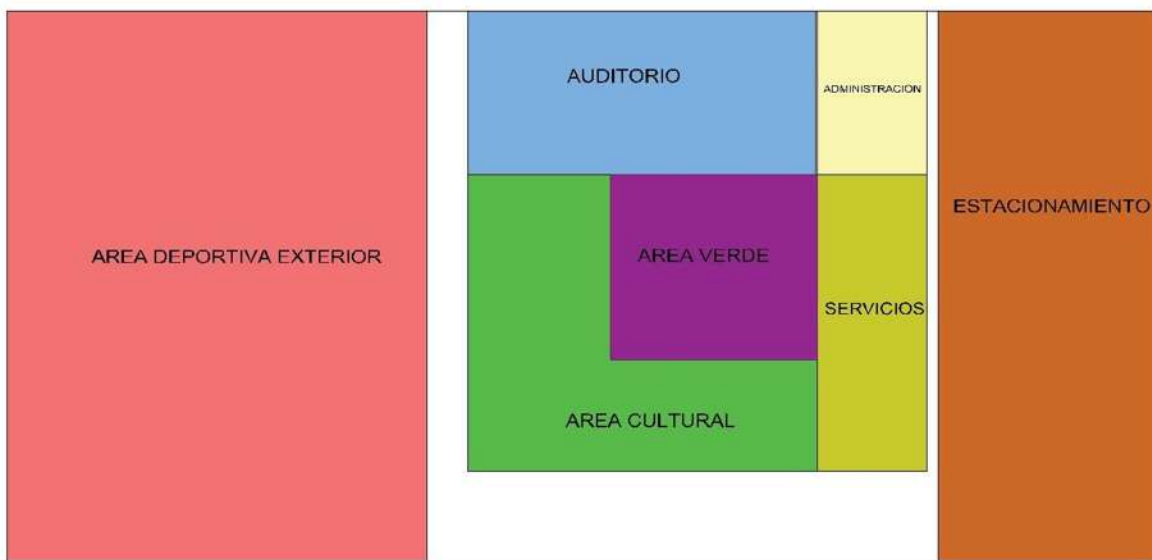 AUDITORIO
ADMINISTRACION
ESTACIONAMIENTO
AREA DEPORTIVA EXTERIOR
AREA VERDE
SERVICIOS
AREA CULTURAL